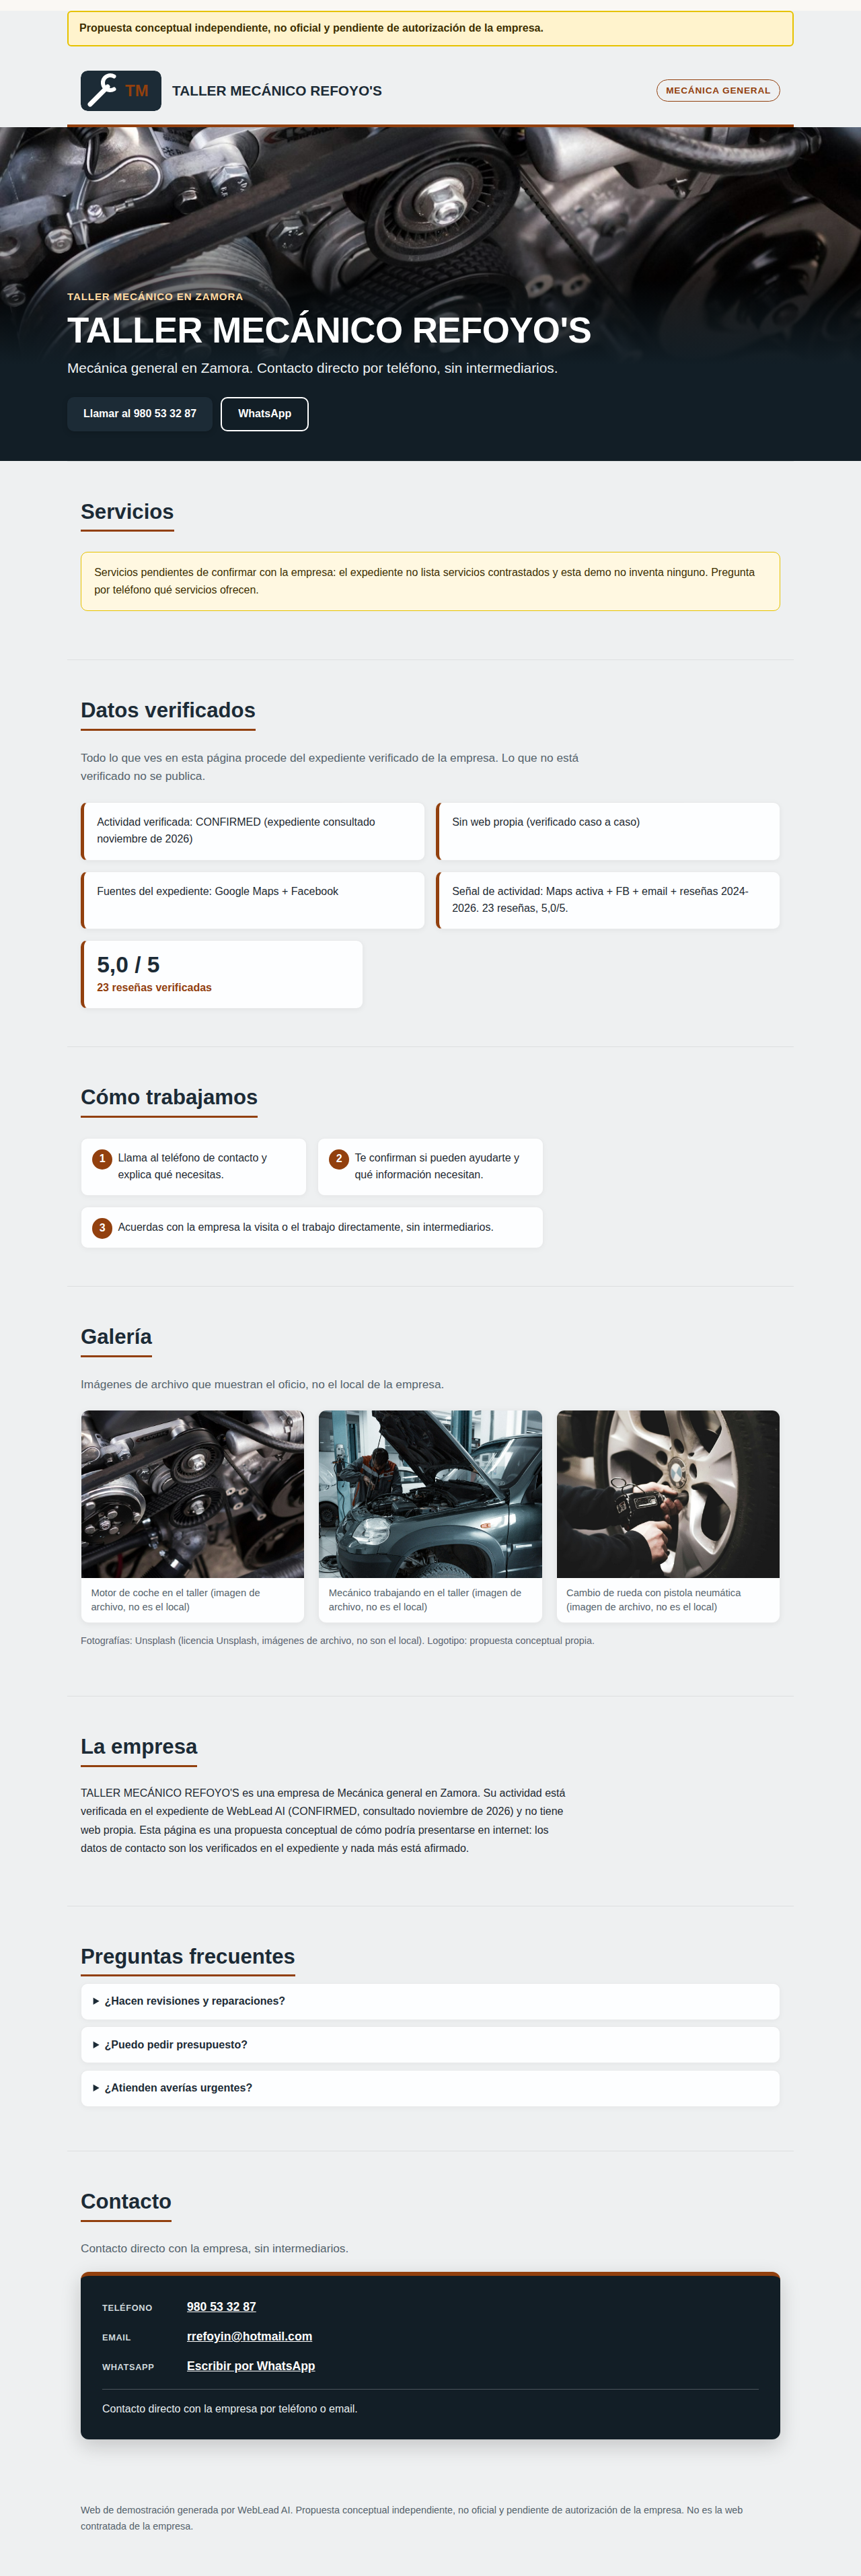 Propuesta conceptual independiente, no oficial y pendiente de autorización de la empresa.
TM
TALLER MECÁNICO REFOYO'S
MECÁNICA GENERAL
TALLER MECÁNICO EN ZAMORA
TALLER MECÁNICO REFOYO'S
Mecánica general en Zamora. Contacto directo por teléfono, sin intermediarios.
Llamar al 980 53 32 87
WhatsApp
Servicios
Servicios pendientes de confirmar con la empresa: el expediente no lista servicios contrastados y esta demo no inventa ninguno. Pregunta
por teléfono qué servicios ofrecen.
Datos verificados
Todo lo que ves en esta página procede del expediente verificado de la empresa. Lo que no está
verificado no se publica.
Actividad verificada: CONFIRMED (expediente consultado
noviembre de 2026)
Sin web propia (verificado caso a caso)
Fuentes del expediente: Google Maps + Facebook
Señal de actividad: Maps activa + FB + email + reseñas 2024-
2026. 23 reseñas, 5,0/5.
5,0 / 5
23 reseñas verificadas
Cómo trabajamos
1
Llama al teléfono de contacto y
explica qué necesitas.
2
Te confirman si pueden ayudarte y
qué información necesitan.
3
Acuerdas con la empresa la visita o el trabajo directamente, sin intermediarios.
Galería
Imágenes de archivo que muestran el oficio, no el local de la empresa.
Motor de coche en el taller (imagen de
archivo, no es el local)
Mecánico trabajando en el taller (imagen de
archivo, no es el local)
Cambio de rueda con pistola neumática
(imagen de archivo, no es el local)
Fotografías: Unsplash (licencia Unsplash, imágenes de archivo, no son el local). Logotipo: propuesta conceptual propia.
La empresa
TALLER MECÁNICO REFOYO'S es una empresa de Mecánica general en Zamora. Su actividad está
verificada en el expediente de WebLead AI (CONFIRMED, consultado noviembre de 2026) y no tiene
web propia. Esta página es una propuesta conceptual de cómo podría presentarse en internet: los
datos de contacto son los verificados en el expediente y nada más está afirmado.
Preguntas frecuentes
¿Hacen revisiones y reparaciones?
¿Puedo pedir presupuesto?
¿Atienden averías urgentes?
Contacto
Contacto directo con la empresa, sin intermediarios.
TELÉFONO
980 53 32 87
EMAIL
rrefoyin@hotmail.com
WHATSAPP
Escribir por WhatsApp
Contacto directo con la empresa por teléfono o email.
Web de demostración generada por WebLead AI. Propuesta conceptual independiente, no oficial y pendiente de autorización de la empresa. No es la web
contratada de la empresa.